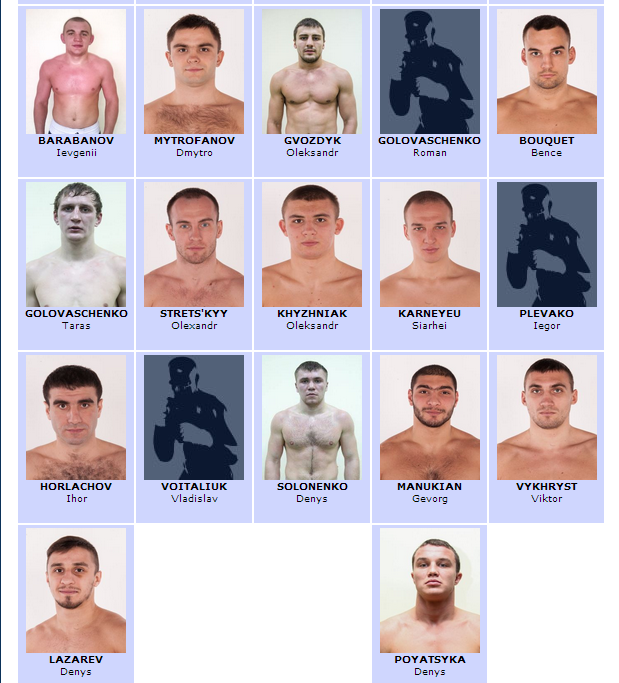 BARABANOV
Ievgenii
MYTROFANOV
Dmytro
GVOZDYK
Oleksandr
GOLOVASCHENKO
Roman
BOUQUET
Bence
GOLOVASCHENKO
Taras
STRETS'KYY
Olexandr
KHYZHNIAK
Oleksandr
KARNEYEU
Siarhei
PLEVAKO
Iegor
HORLACHOV
Ihor
VOITALIUK
Vladislav
SOLONENKO
Denys
MANUKIAN
Gevorg
VYKHRYST
Viktor
LAZAREV
Denys
POYATSYKA
Denys